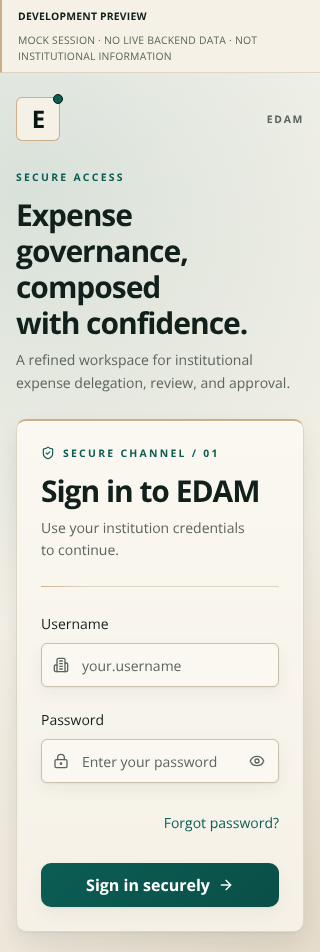 DEVELOPMENT PREVIEW
MOCK SESSION · NO LIVE BACKEND DATA · NOT
INSTITUTIONAL INFORMATION
E
EDAM
SECURE ACCESS
Expense
governance,
composed
with confidence.
A refined workspace for institutional
expense delegation, review, and approval.
SECURE CHANNEL / 01
Sign in to EDAM
Use your institution credentials
to continue.
Username
your.username
Password
Enter your password
Forgot password?
Sign in securely →